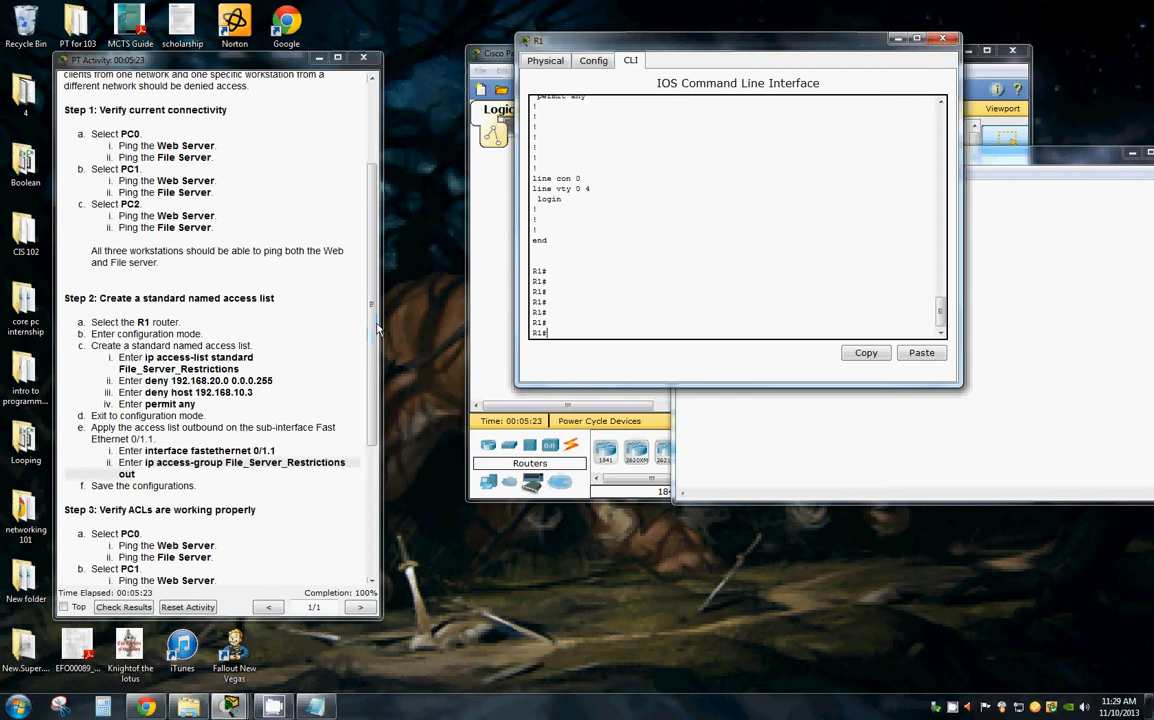 Recycle Bin
PT for 103
MCTS Guide
scholarship
Norton
Google
4
Boolean
CIS 102
core pc
internship
intro to
programm...
Looping
networking
101
New folder
New.Super....
EFO00089_...
Knightof the
lotus
iTunes
Fallout New
Vegas
PT Activity: 00:05:23
clients from one network and one specific workstation from a
different network should be denied access.
Step 1: Verify current connectivity
a. Select PC0.
i. Ping the Web Server.
ii. Ping the File Server.
b. Select PC1.
i. Ping the Web Server.
ii. Ping the File Server.
c. Select PC2.
i. Ping the Web Server.
ii. Ping the File Server.
All three workstations should be able to ping both the Web
and File server.
Step 2: Create a standard named access list
a. Select the R1 router.
b. Enter configuration mode.
c. Create a standard named access list.
i. Enter ip access-list standard
File_Server_Restrictions
ii. Enter deny 192.168.20.0 0.0.0.255
iii. Enter deny host 192.168.10.3
iv. Enter permit any
d. Exit to configuration mode.
e. Apply the access list outbound on the sub-interface Fast
Ethernet 0/1.1.
i. Enter interface fastethernet 0/1.1
ii. Enter ip access-group File_Server_Restrictions
out
f. Save the configurations.
Step 3: Verify ACLs are working properly
a. Select PC0.
i. Ping the Web Server.
ii. Ping the File Server.
b. Select PC1.
i. Ping the Web Server.
Time Elapsed: 00:05:23
Completion: 100%
Top
Check Results
Reset Activity
<
1/1
>
Cisco Pa
File
Logic
Viewport
R1
Physical
Config
CLI
IOS Command Line Interface
permit any
!
!
!
!
!
!
line con 0
line vty 0 4
login
!
!
!
end
R1#
R1#
R1#
R1#
R1#
R1#
R1#
Copy
Paste
Time: 00:05:23
Power Cycle Devices
Routers
1841
2620XM
2621
184
11:29 AM
11/10/2013